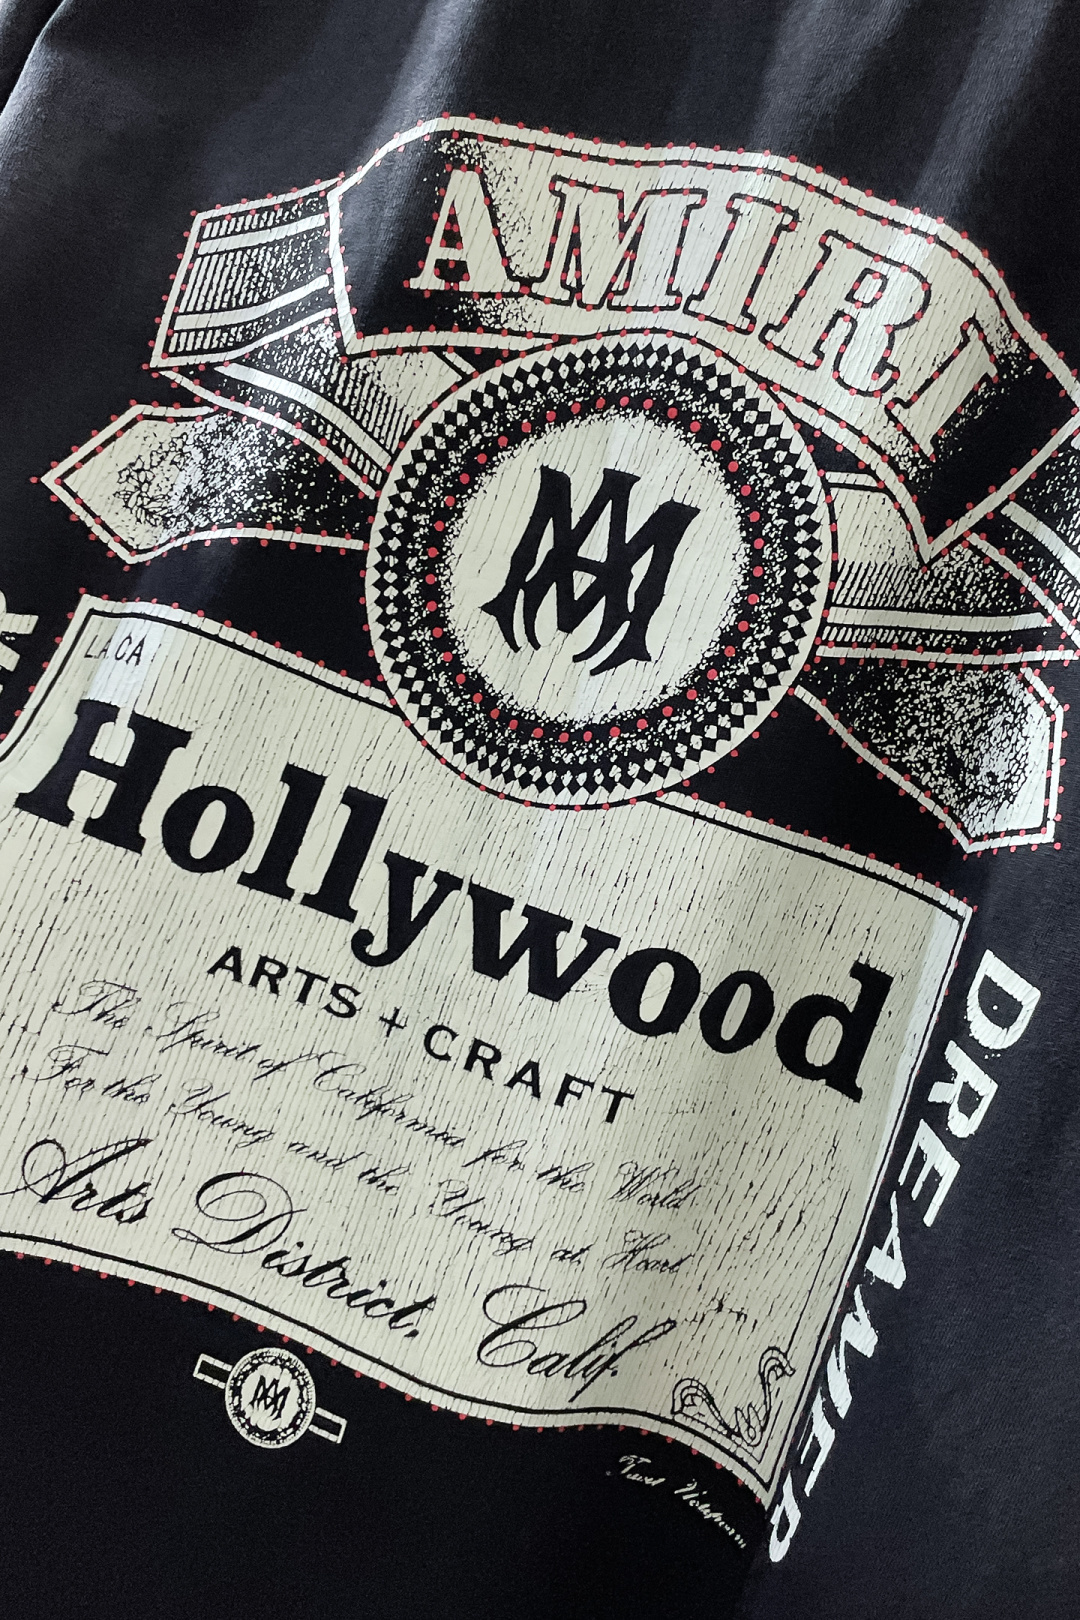 AMIRI
MA
LA CA
Hollywood
ARTS + CRAFT
The Spirit of California for the World
For the Young and the Young at Heart
Arts District, Calif.
DREAMER
MA